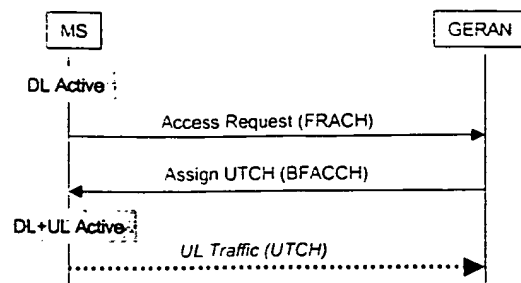 MS
GERAN
DL Active
Access Request (FRACH)
Assign UTCH (BFACCH)
DL+UL Active
UL Traffic (UTCH)